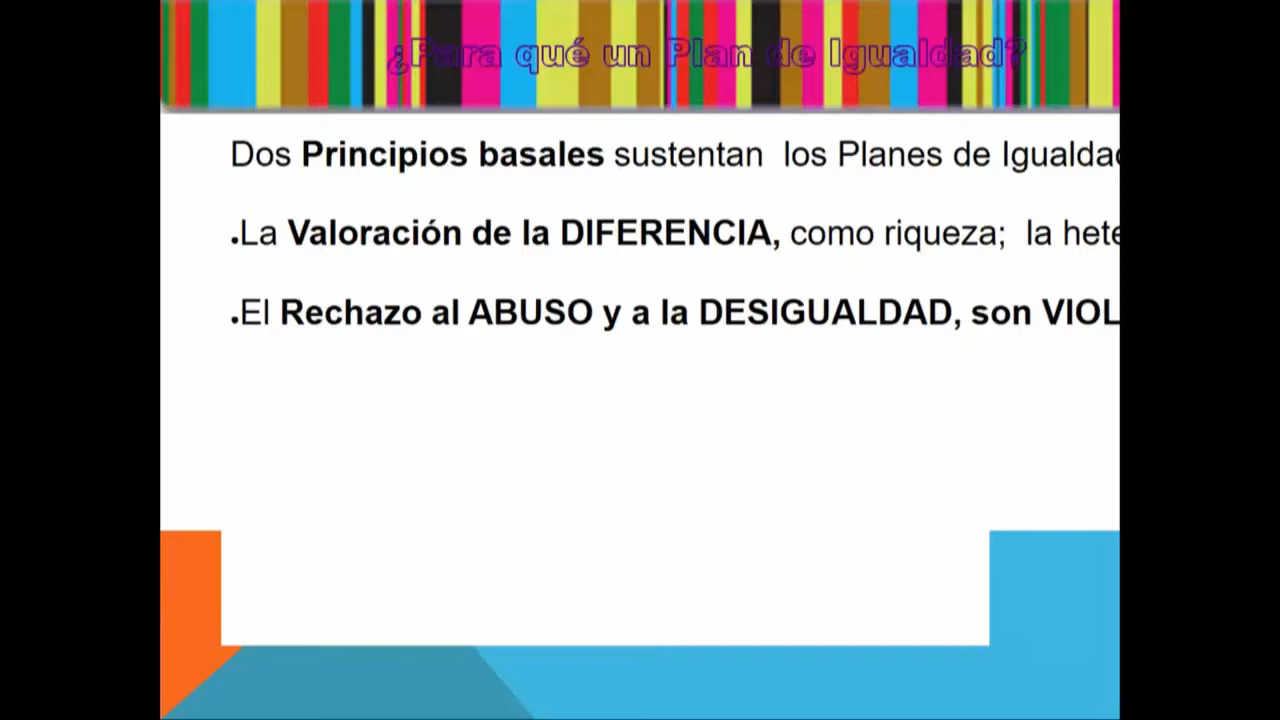 ¿Para qué un Plan de Igualdad?
Dos Principios basales sustentan los Planes de Igualdad
.La Valoración de la DIFERENCIA, como riqueza; la hete
.El Rechazo al ABUSO y a la DESIGUALDAD, son VIOL